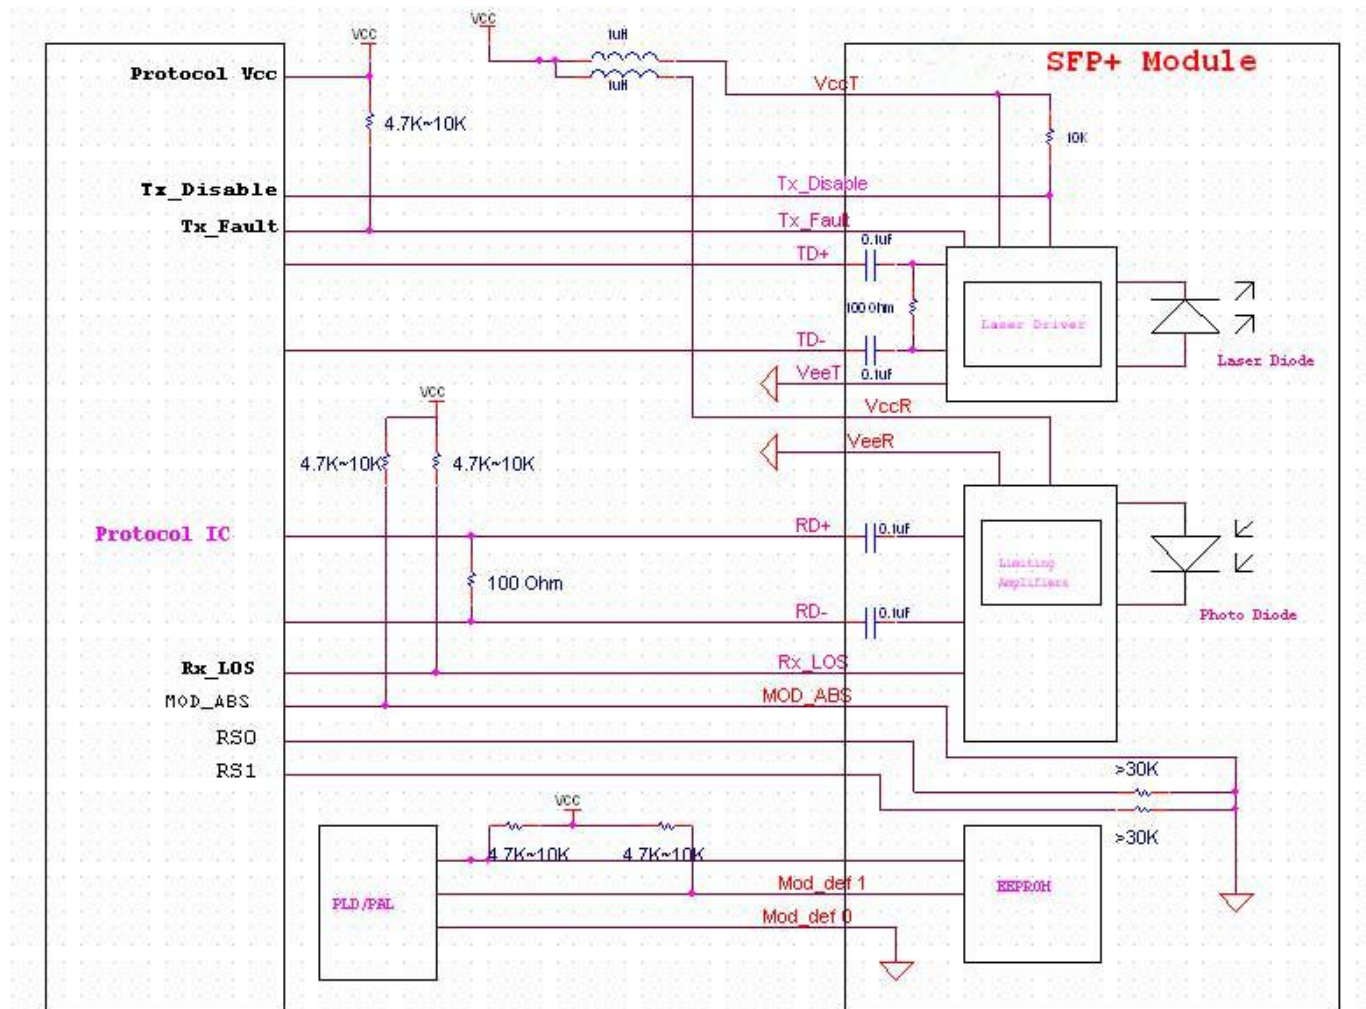 VCC
VCC
1uH
SFP+ Module
Protocol Vcc
1uH
VccT
4.7K~10K
10K
Tx_Disable
Tx_Disable
Tx_Fault
Tx_Fault
0.1uf
TD+
100 Ohm
Laser Driver
TD-
Laser Diode
VeeT
0.1uf
VCC
VccR
VeeR
4.7K~10K
4.7K~10K
Protocol IC
RD+
0.1uf
Limiting
Amplifiers
100 Ohm
RD-
0.1uf
Photo Diode
Rx_LOS
Rx_LOS
MOD_ABS
MOD_ABS
RS0
RS1
>30K
VCC
>30K
4.7K~10K
4.7K~10K
Mod_def 1
EEPROM
PLD/PAL
Mod_def 0